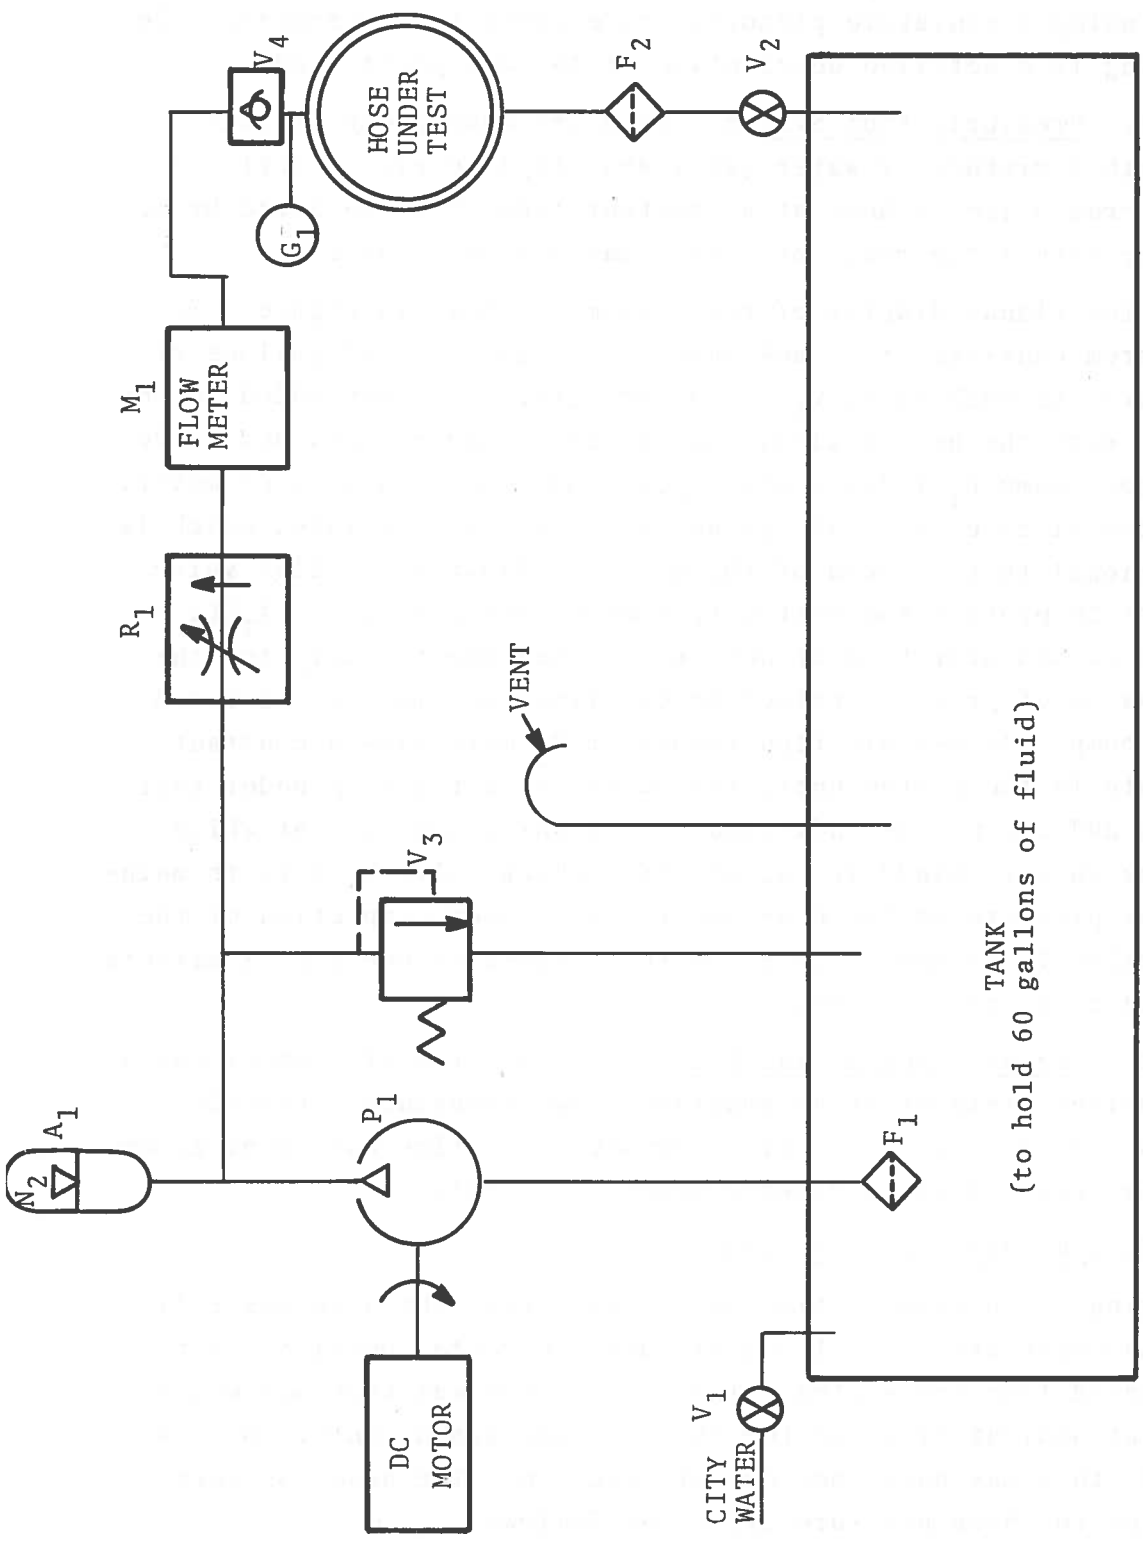 N2
A1
P1
DC
MOTOR
CITY
WATER
V1
F1
V3
VENT
R1
M1
FLOW
METER
G1
V4
HOSE
UNDER
TEST
F2
V2
TANK
(to hold 60 gallons of fluid)